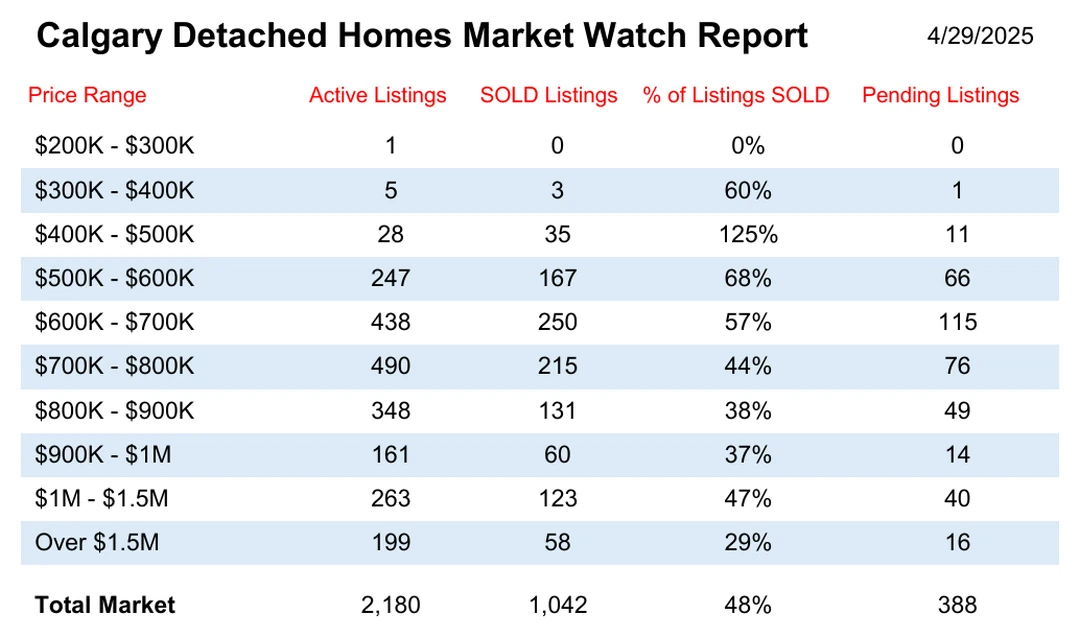 Calgary Detached Homes Market Watch Report 4/29/2025
Price Range Active Listings SOLD Listings % of Listings SOLD Pending Listings
$200K - $300K 1 0 0% 0
$300K - $400K 5 3 60% 1
$400K - $500K 28 35 125% 11
$500K - $600K 247 167 68% 66
$600K - $700K 438 250 57% 115
$700K - $800K 490 215 44% 76
$800K - $900K 348 131 38% 49
$900K - $1M 161 60 37% 14
$1M - $1.5M 263 123 47% 40
Over $1.5M 199 58 29% 16
Total Market 2,180 1,042 48% 388